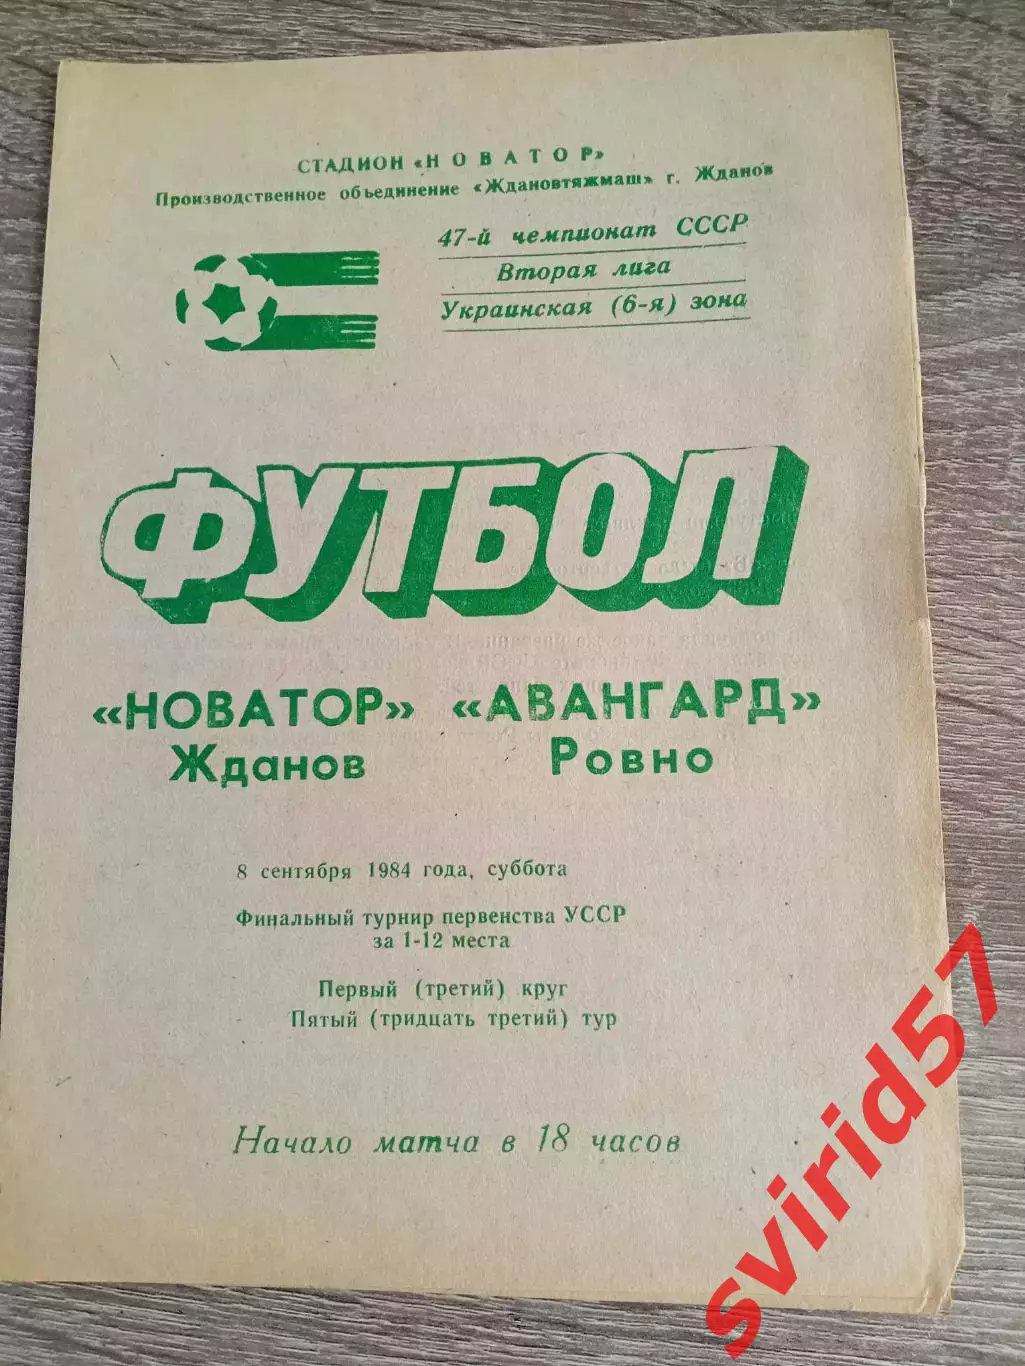 СТАДИОН «НОВАТОР»
Производственное объединение «Ждановтяжмаш» г. Жданов
47-й чемпионат СССР
Вторая лига
Украинская (6-я) зона
ФУТБОЛ
«НОВАТОР» «АВАНГАРД»
Жданов Ровно
8 сентября 1984 года, суббота
Финальный турнир первенства УССР
за 1-12 места
Первый (третий) круг
Пятый (тридцать третий) тур
Начало матча в 18 часов
svirid57